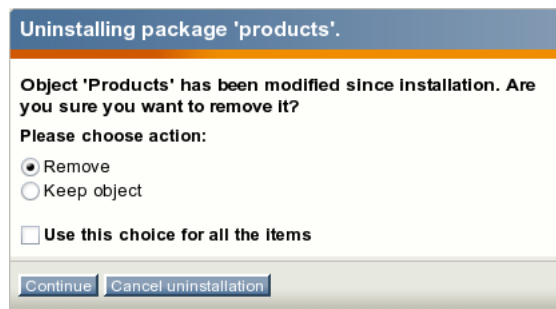 Uninstalling package 'products'.
Object 'Products' has been modified since installation. Are
you sure you want to remove it?
Please choose action:
Remove
Keep object
Use this choice for all the items
Continue Cancel uninstallation